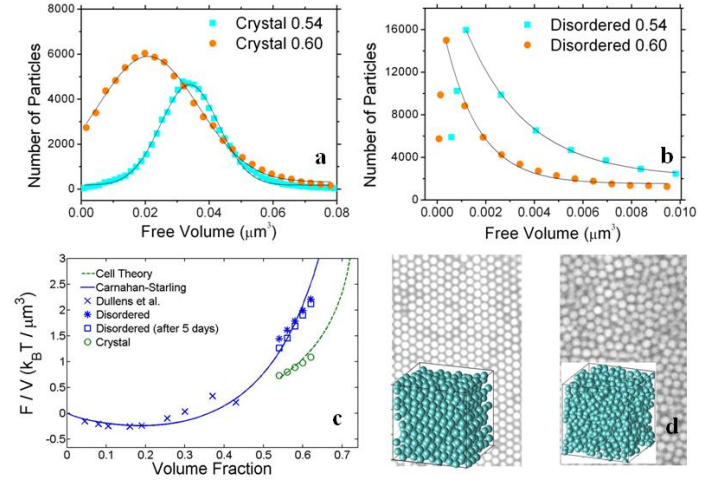 8000
6000
4000
2000
0
Number of Particles
Crystal 0.54
Crystal 0.60
a
0.00
0.02
0.04
0.06
0.08
Free Volume (μm³)
16000
12000
8000
4000
0
Number of Particles
Disordered 0.54
Disordered 0.60
b
0.000
0.002
0.004
0.006
0.008
0.010
Free Volume (μm³)
3
2.5
2
1.5
1
0.5
0
-0.5
F / V (k_BT / μm³)
Cell Theory
Carnahan-Starling
Dullens et al.
Disordered
Disordered (after 5 days)
Crystal
c
0
0.1
0.2
0.3
0.4
0.5
0.6
0.7
Volume Fraction
d